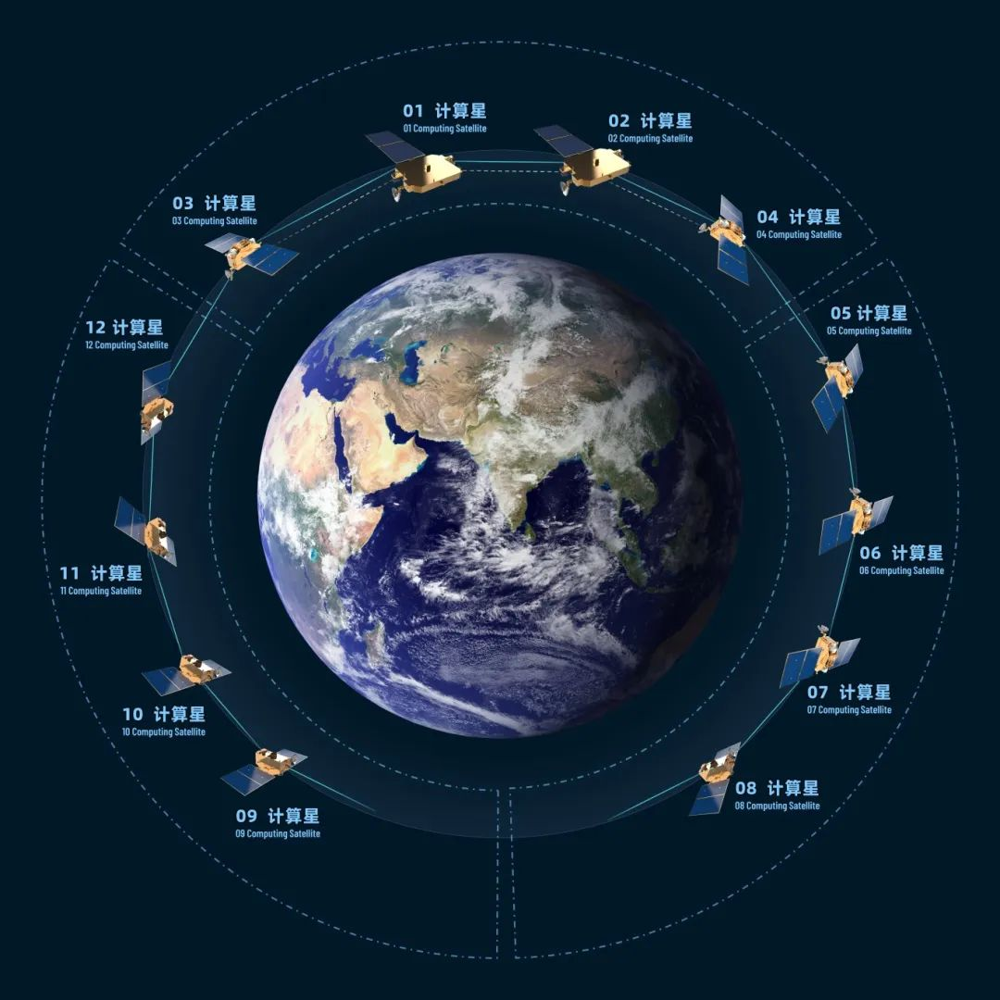 01 计算星
01 Computing Satellite
02 计算星
02 Computing Satellite
03 计算星
03 Computing Satellite
04 计算星
04 Computing Satellite
12 计算星
12 Computing Satellite
05 计算星
05 Computing Satellite
11 计算星
11 Computing Satellite
06 计算星
06 Computing Satellite
10 计算星
10 Computing Satellite
07 计算星
07 Computing Satellite
09 计算星
09 Computing Satellite
08 计算星
08 Computing Satellite